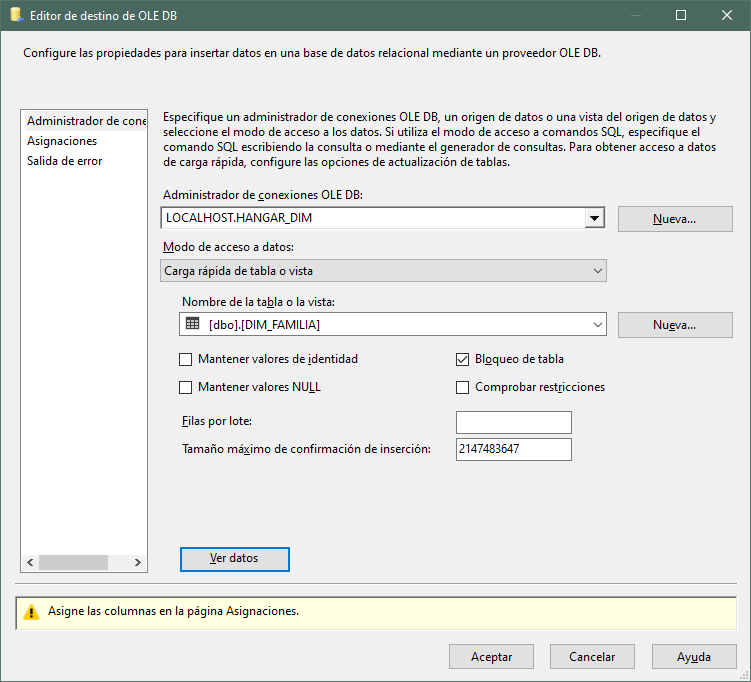 Editor de destino de OLE DB
Configure las propiedades para insertar datos en una base de datos relacional mediante un proveedor OLE DB.
Administrador de cone
Asignaciones
Salida de error
Especifique un administrador de conexiones OLE DB, un origen de datos o una vista del origen de datos y
seleccione el modo de acceso a los datos. Si utiliza el modo de acceso a comandos SQL, especifique el
comando SQL escribiendo la consulta o mediante el generador de consultas. Para obtener acceso a datos
de carga rápida, configure las opciones de actualización de tablas.
Administrador de conexiones OLE DB:
LOCALHOST.HANGAR_DIM
Nueva...
Modo de acceso a datos:
Carga rápida de tabla o vista
Nombre de la tabla o la vista:
[dbo].[DIM_FAMILIA]
Nueva...
Mantener valores de identidad
Bloqueo de tabla
Mantener valores NULL
Comprobar restricciones
Filas por lote:
Tamaño máximo de confirmación de inserción:
2147483647
Ver datos
Asigne las columnas en la página Asignaciones.
Aceptar
Cancelar
Ayuda